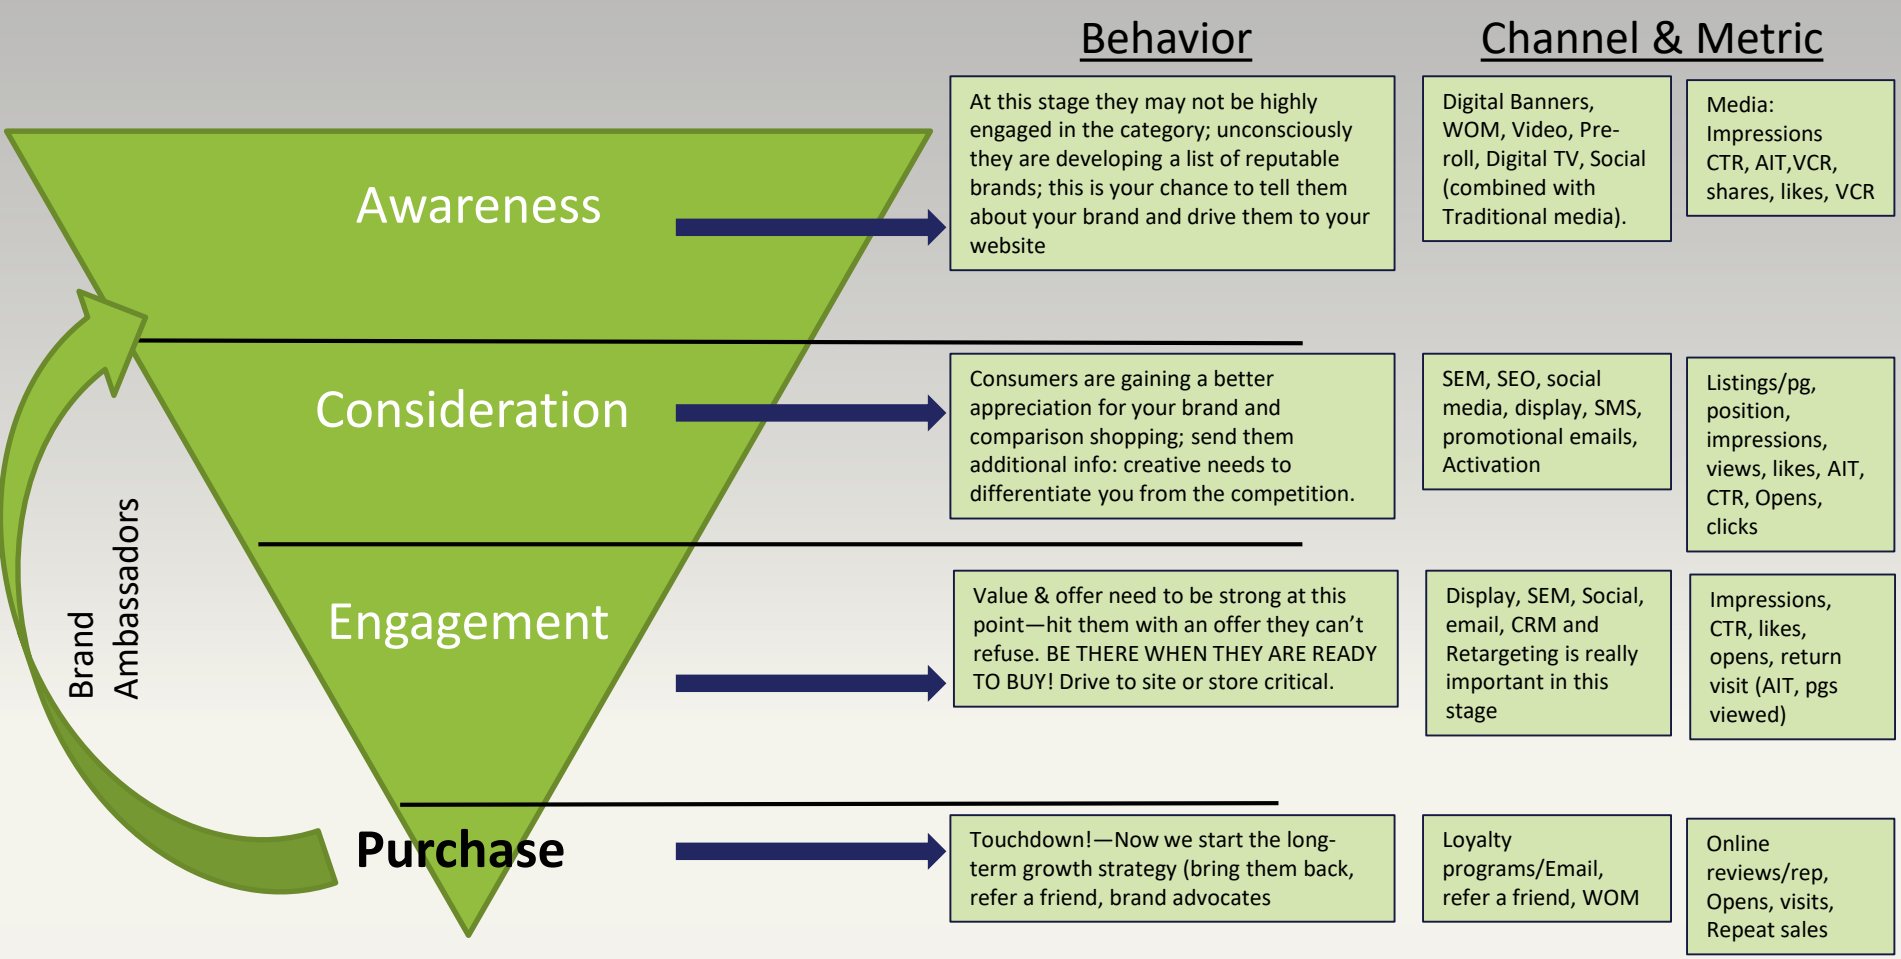 Behavior
Channel & Metric
Awareness
At this stage they may not be highly
engaged in the category; unconsciously
they are developing a list of reputable
brands; this is your chance to tell them
about your brand and drive them to your
website
Digital Banners,
WOM, Video, Pre-
roll, Digital TV, Social
(combined with
Traditional media).
Media:
Impressions
CTR, AIT,VCR,
shares, likes, VCR
Consideration
Consumers are gaining a better
appreciation for your brand and
comparison shopping; send them
additional info: creative needs to
differentiate you from the competition.
SEM, SEO, social
media, display, SMS,
promotional emails,
Activation
Listings/pg,
position,
impressions,
views, likes, AIT,
CTR, Opens,
clicks
Brand
Ambassadors
Engagement
Value & offer need to be strong at this
point—hit them with an offer they can’t
refuse. BE THERE WHEN THEY ARE READY
TO BUY! Drive to site or store critical.
Display, SEM, Social,
email, CRM and
Retargeting is really
important in this
stage
Impressions,
CTR, likes,
opens, return
visit (AIT, pgs
viewed)
Purchase
Touchdown!—Now we start the long-
term growth strategy (bring them back,
refer a friend, brand advocates
Loyalty
programs/Email,
refer a friend, WOM
Online
reviews/rep,
Opens, visits,
Repeat sales